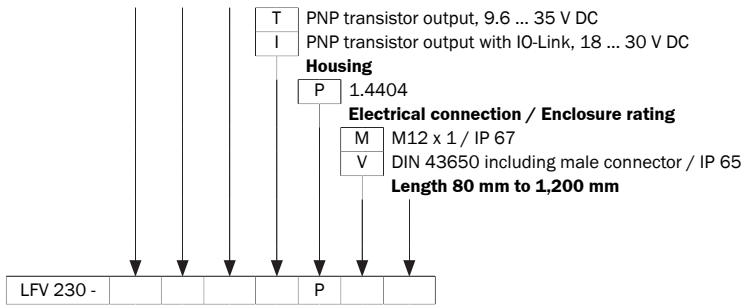 T PNP transistor output, 9.6 ... 35 V DC
I PNP transistor output with IO-Link, 18 ... 30 V DC
Housing
P 1.4404
Electrical connection / Enclosure rating
M M12 x 1 / IP 67
V DIN 43650 including male connector / IP 65
Length 80 mm to 1,200 mm
LFV 230 - P